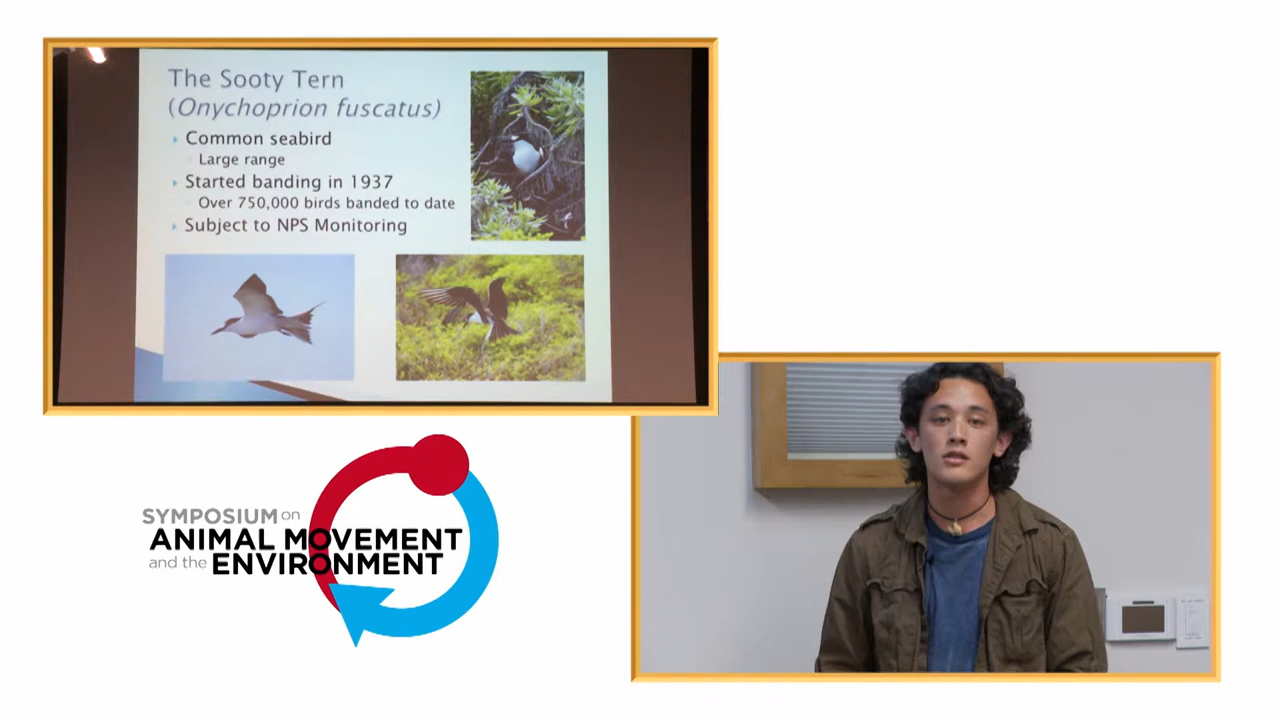 The Sooty Tern
(Onychoprion fuscatus)
Common seabird
Large range
Started banding in 1937
Over 750,000 birds banded to date
Subject to NPS Monitoring
SYMPOSIUM on
ANIMAL MOVEMENT
and the ENVIRONMENT